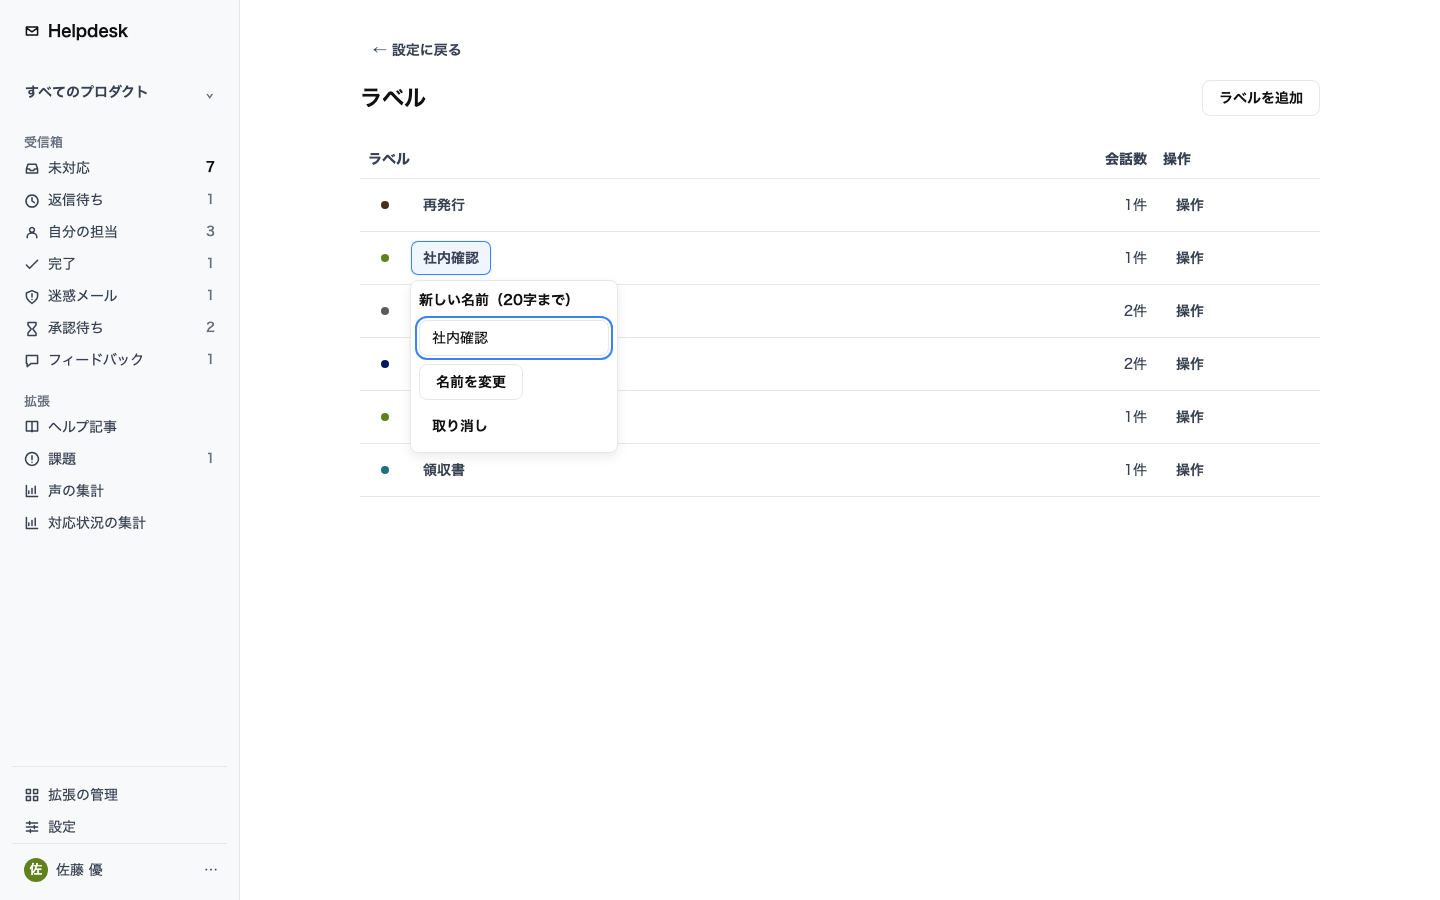 Helpdesk
すべてのプロダクト
受信箱
未対応 7
返信待ち 1
自分の担当 3
完了 1
迷惑メール 1
承認待ち 2
フィードバック 1
拡張
ヘルプ記事
課題 1
声の集計
対応状況の集計
拡張の管理
設定
佐 佐藤 優 …
← 設定に戻る
ラベル
ラベルを追加
ラベル 会話数 操作
再発行 1件 操作
社内確認 1件 操作
新しい名前（20字まで）
社内確認
名前を変更
取り消し
2件 操作
2件 操作
1件 操作
領収書 1件 操作